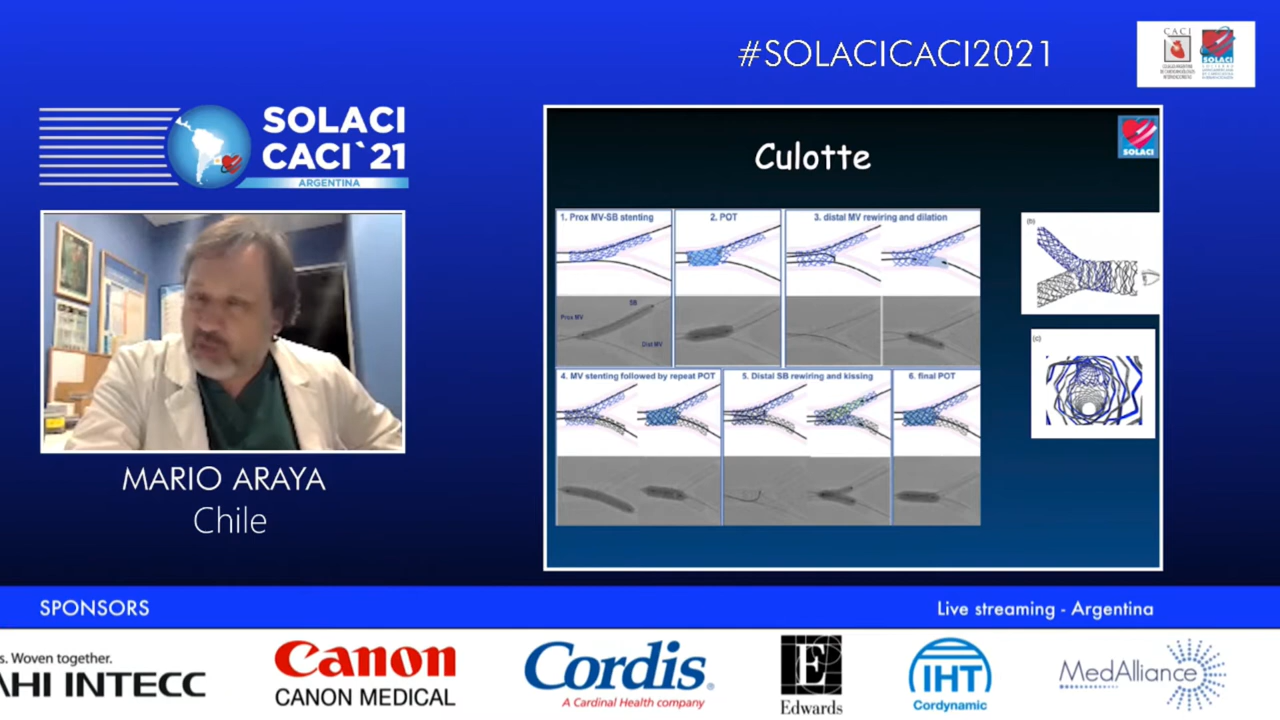 #SOLACICACI2021
CACI
SOLACI
SOCIEDAD
SOLACI
CACI`21
ARGENTINA
SOLACI
Culotte
1. Prox MV-SB stenting
2. POT
3. distal MV rewiring and dilation
SB
Prox MV
Dist MV
4. MV stenting followed by repeat POT
5. Distal SB rewiring and kissing
6. final POT
(b)
(c)
MARIO ARAYA
Chile
SPONSORS
Live streaming - Argentina
s. Woven together.
AHI INTECC
Canon
CANON MEDICAL
Cordis®
A Cardinal Health company
E
Edwards
IHT
Cordynamic
MedAlliance